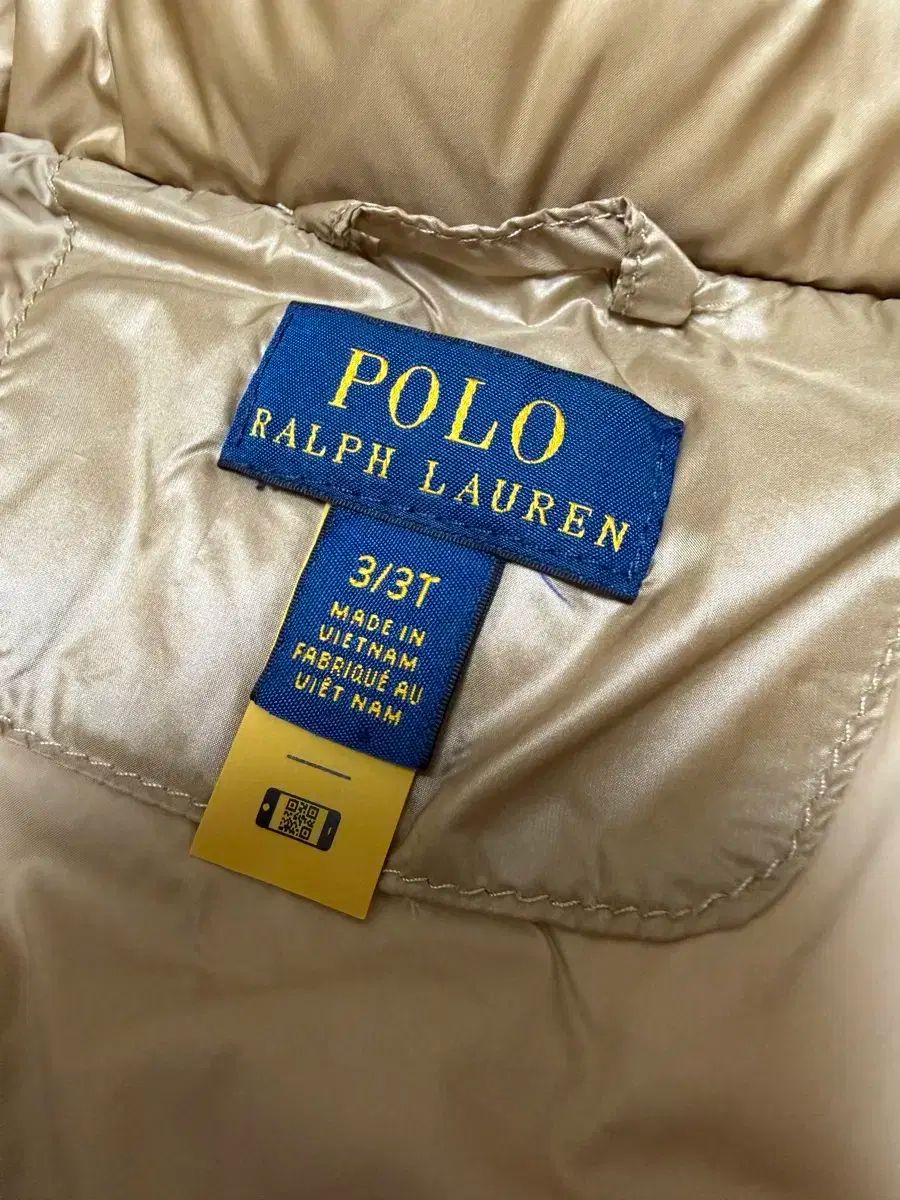 POLO
RALPH LAUREN
3/3T
MADE IN
VIETNAM
FABRIQUÉ AU
VIÊT NAM